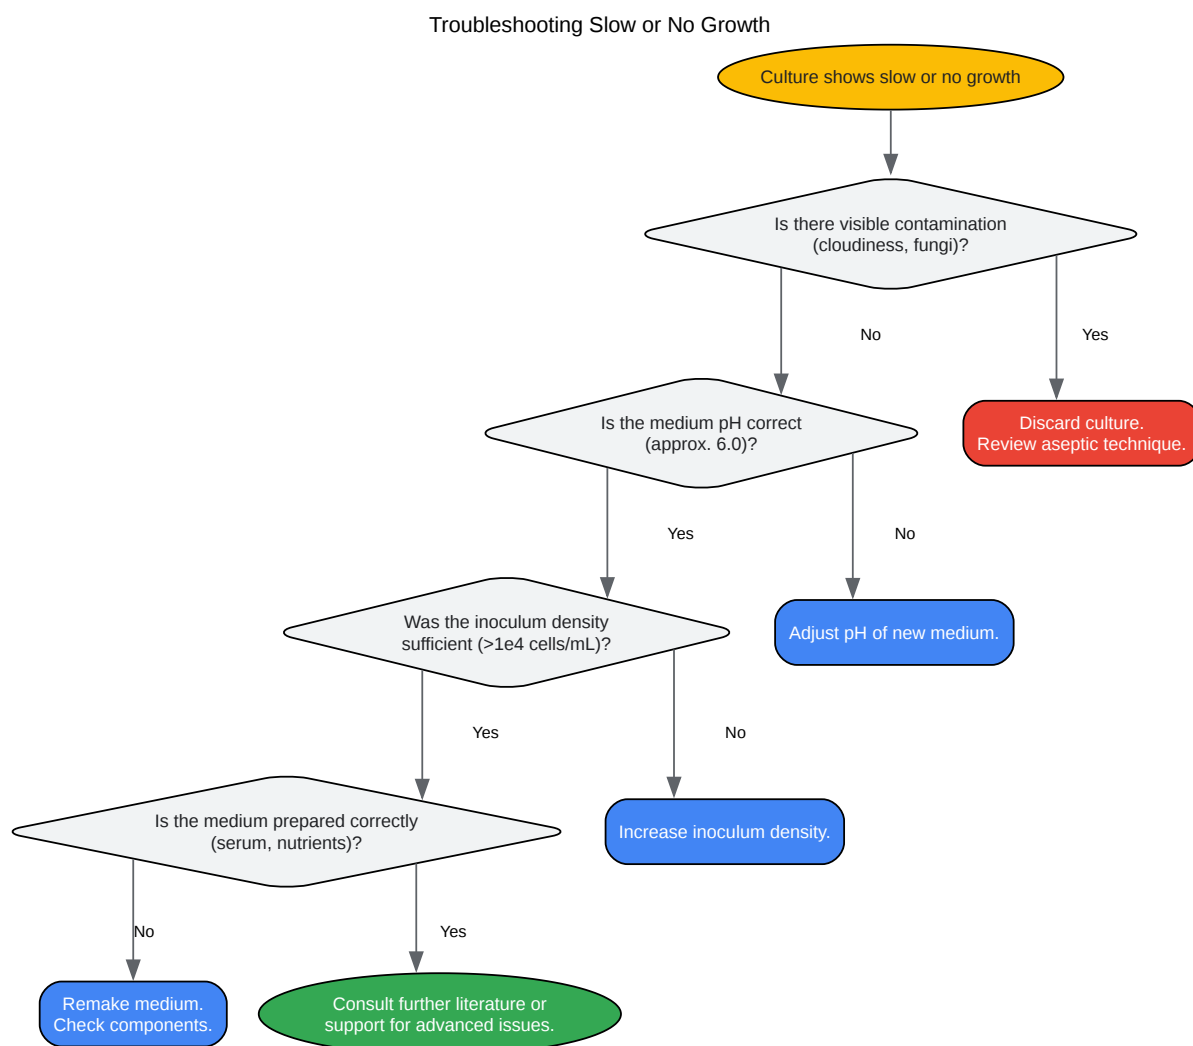 Troubleshooting Slow or No Growth
Culture shows slow or no growth
Is there visible contamination
(cloudiness, fungi)?
No
Yes
Is the medium pH correct
(approx. 6.0)?
Discard culture.
Review aseptic technique.
Yes
No
Was the inoculum density
sufficient (>1e4 cells/mL)?
Adjust pH of new medium.
Yes
No
Is the medium prepared correctly
(serum, nutrients)?
Increase inoculum density.
No
Yes
Remake medium.
Check components.
Consult further literature or
support for advanced issues.